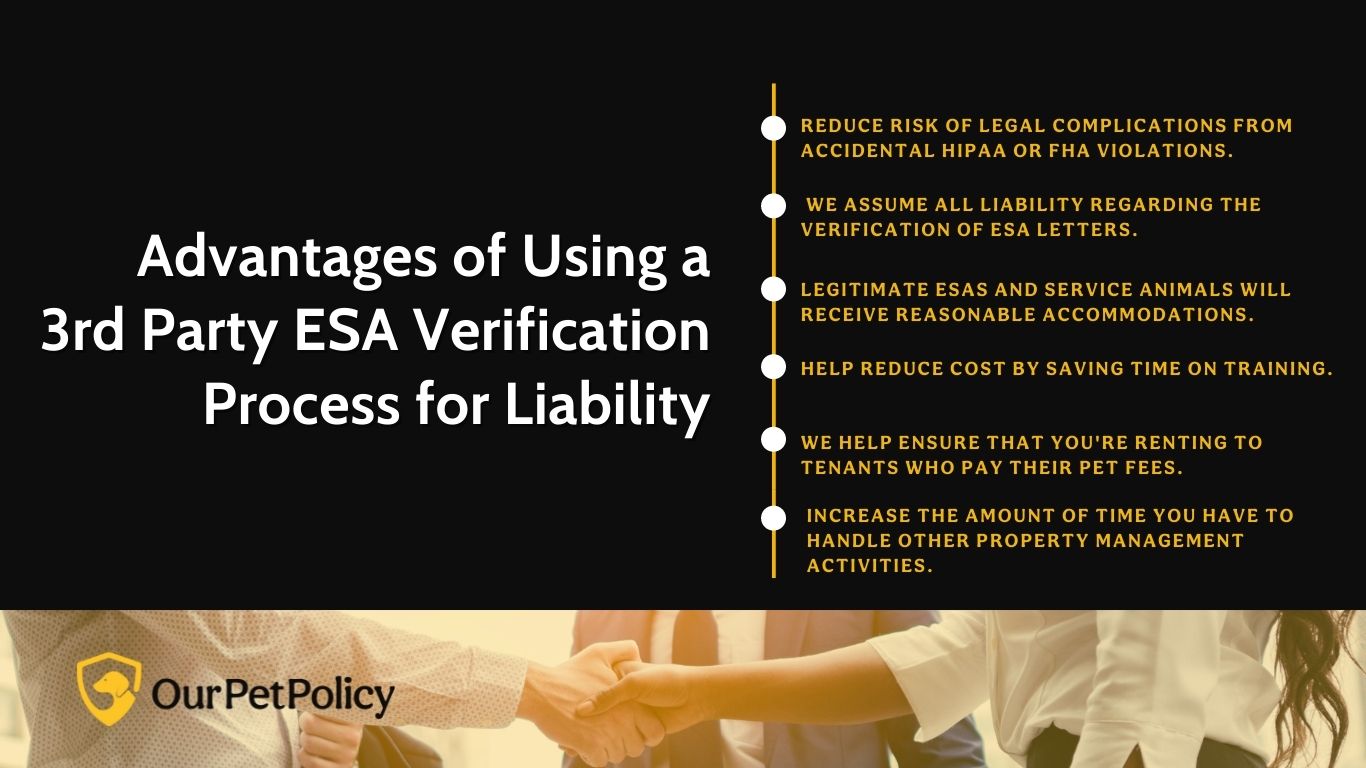 Advantages of Using a
3rd Party ESA Verification
Process for Liability
REDUCE RISK OF LEGAL COMPLICATIONS FROM
ACCIDENTAL HIPAA OR FHA VIOLATIONS.
WE ASSUME ALL LIABILITY REGARDING THE
VERIFICATION OF ESA LETTERS.
LEGITIMATE ESAS AND SERVICE ANIMALS WILL
RECEIVE REASONABLE ACCOMMODATIONS.
HELP REDUCE COST BY SAVING TIME ON TRAINING.
WE HELP ENSURE THAT YOU'RE RENTING TO
TENANTS WHO PAY THEIR PET FEES.
INCREASE THE AMOUNT OF TIME YOU HAVE TO
HANDLE OTHER PROPERTY MANAGEMENT
ACTIVITIES.
OurPetPolicy